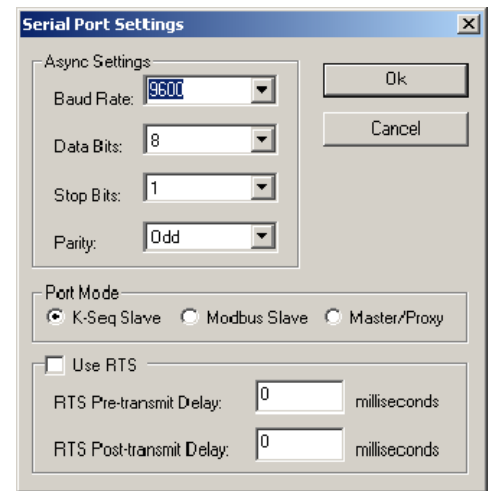 Serial Port Settings
Async Settings
Ok
Baud Rate: 9600
Cancel
Data Bits: 8
Stop Bits: 1
Parity: Odd
Port Mode
K-Seq Slave Modbus Slave Master/Proxy
Use RTS
RTS Pre-transmit Delay: 0 milliseconds
RTS Post-transmit Delay: 0 milliseconds